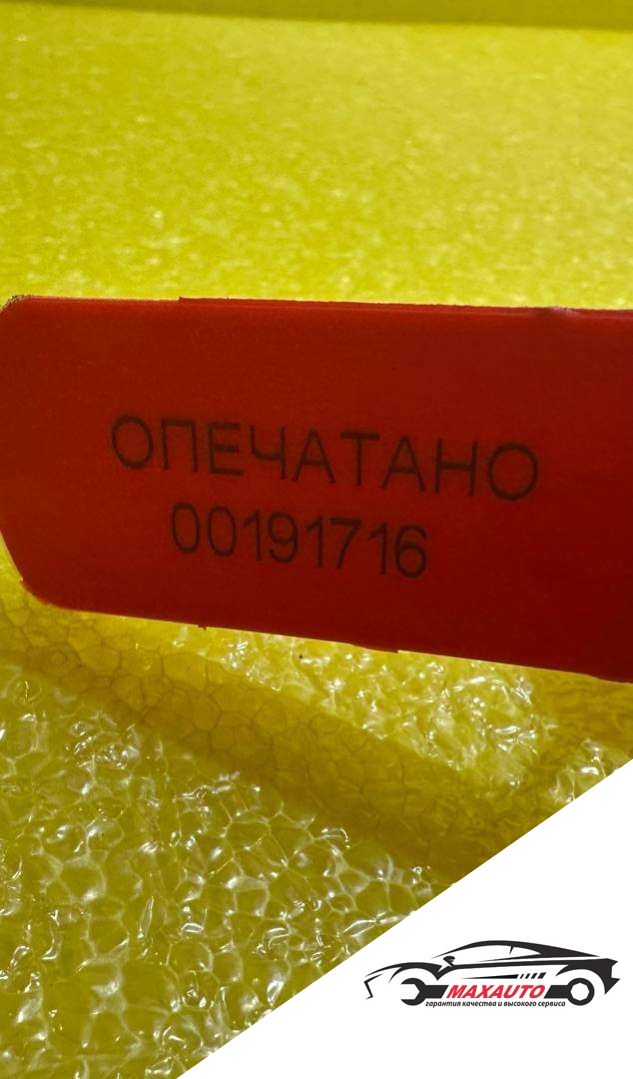 ОПЕЧАТАНО
00191716
MAXAUTO
гарантия качества и высокого сервиса